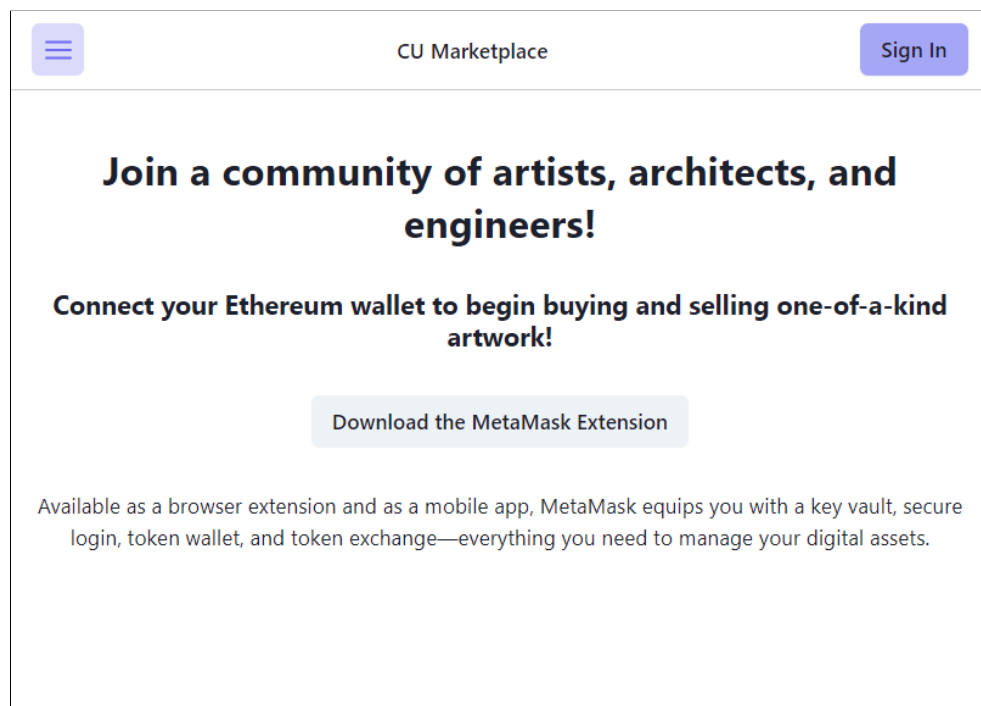 CU Marketplace
Sign In
Join a community of artists, architects, and
engineers!
Connect your Ethereum wallet to begin buying and selling one-of-a-kind
artwork!
Download the MetaMask Extension
Available as a browser extension and as a mobile app, MetaMask equips you with a key vault, secure
login, token wallet, and token exchange—everything you need to manage your digital assets.